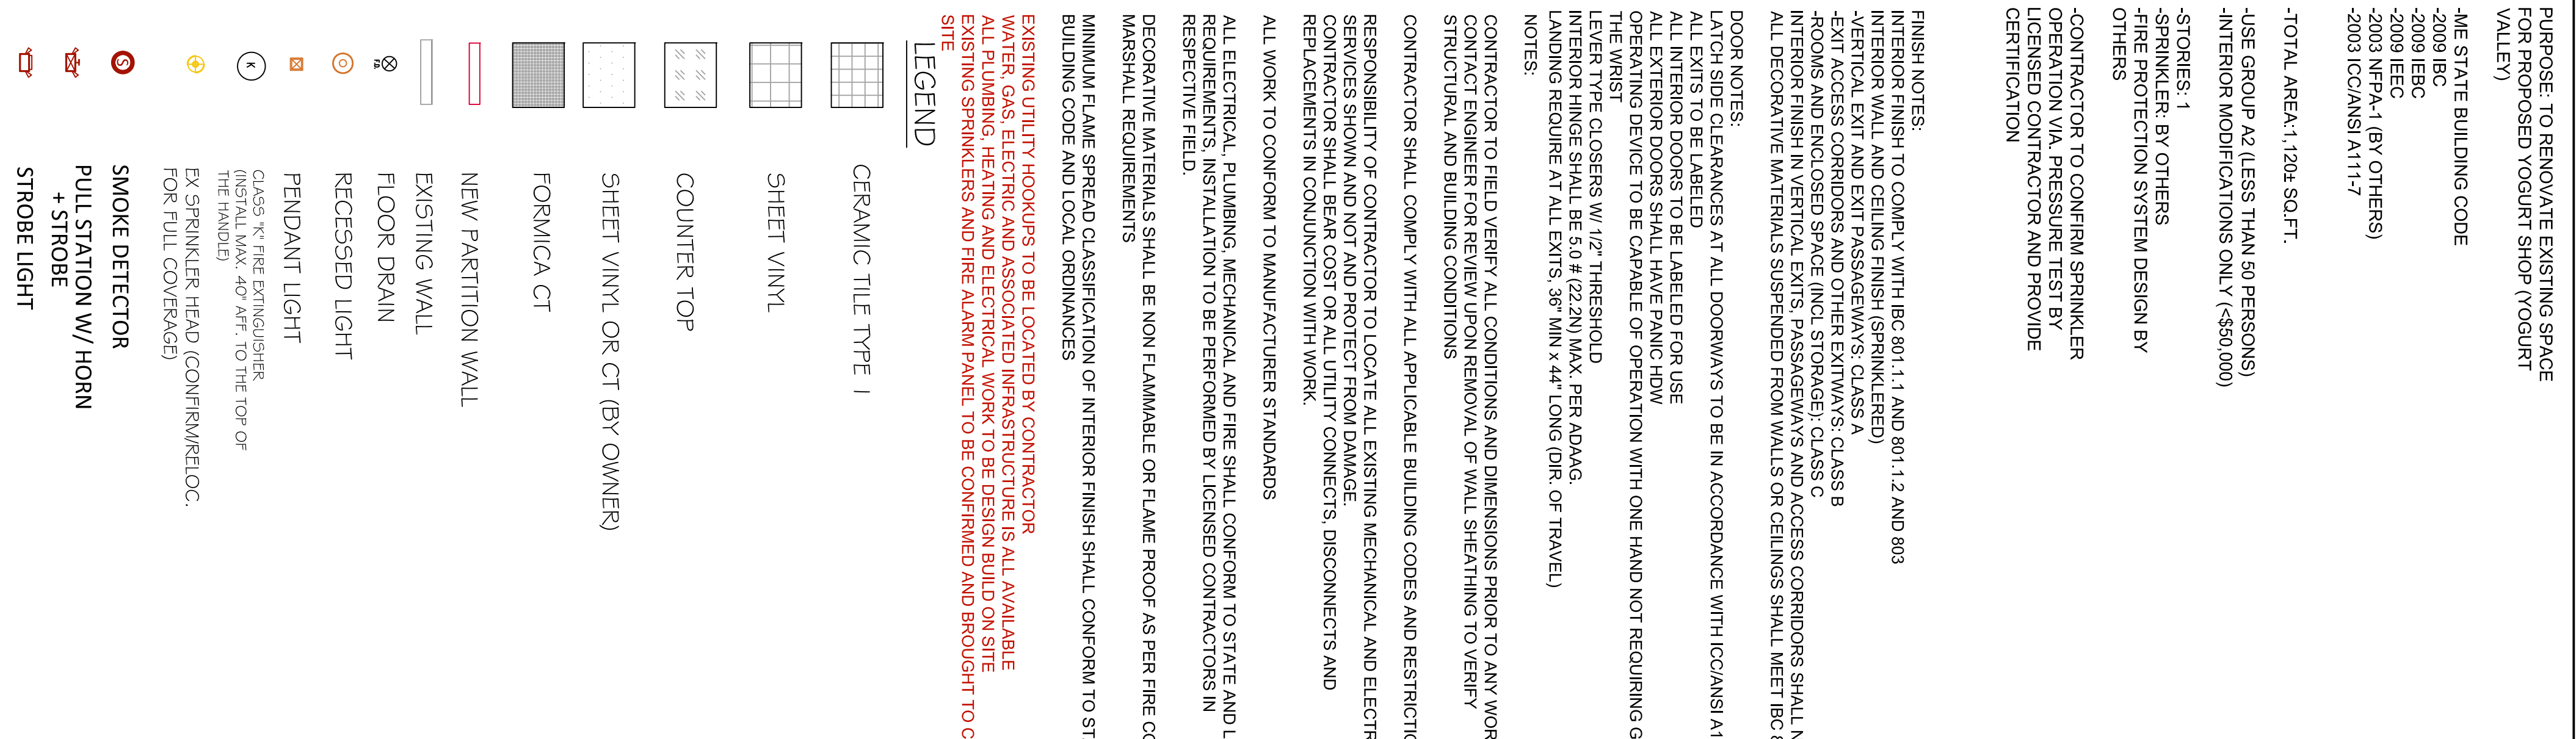 PURPOSE: TO RENOVATE EXISTING SPACE
FOR PROPOSED YOGURT SHOP (YOGURT
VALLEY)
-ME STATE BUILDING CODE
-2009 IBC
-2009 IEBC
-2009 IEEC
-2003 NFPA-1 (BY OTHERS)
-2003 ICC/ANSI A111-7
-TOTAL AREA:1,120± SQ.FT.
-USE GROUP A2 (LESS THAN 50 PERSONS)
-INTERIOR MODIFICATIONS ONLY (<$50,000)
-STORIES: 1
-SPRINKLER: BY OTHERS
-FIRE PROTECTION SYSTEM DESIGN BY
OTHERS
-CONTRACTOR TO CONFIRM SPRINKLER
OPERATION VIA. PRESSURE TEST BY
LICENSED CONTRACTOR AND PROVIDE
CERTIFICATION
FINISH NOTES:
INTERIOR FINISH TO COMPLY WITH IBC 801.1.1 AND 801.1.2 AND 803
INTERIOR WALL AND CEILING FINISH (SPRINKLERED)
-VERTICAL EXIT AND EXIT PASSAGEWAYS: CLASS A
-EXIT ACCESS CORRIDORS AND OTHER EXITWAYS: CLASS B
-ROOMS AND ENCLOSED SPACE (INCL STORAGE): CLASS C
INTERIOR FINISH IN VERTICAL EXITS, PASSAGEWAYS AND ACCESS CORRIDORS SHALL N
ALL DECORATIVE MATERIALS SUSPENDED FROM WALLS OR CEILINGS SHALL MEET IBC
DOOR NOTES:
LATCH SIDE CLEARANCES AT ALL DOORWAYS TO BE IN ACCORDANCE WITH ICC/ANSI A1
ALL EXITS TO BE LABELED
ALL INTERIOR DOORS TO BE LABELED FOR USE
ALL EXTERIOR DOORS SHALL HAVE PANIC HDW
OPERATING DEVICE TO BE CAPABLE OF OPERATION WITH ONE HAND NOT REQUIRING G
THE WRIST
LEVER TYPE CLOSERS W/ 1/2" THRESHOLD
INTERIOR HINGE SHALL BE 5.0 # (22.2N) MAX. PER ADAAG.
LANDING REQUIRE AT ALL EXITS, 36" MIN x 44" LONG (DIR. OF TRAVEL)
NOTES:
CONTRACTOR TO FIELD VERIFY ALL CONDITIONS AND DIMENSIONS PRIOR TO ANY WOR
CONTACT ENGINEER FOR REVIEW UPON REMOVAL OF WALL SHEATHING TO VERIFY
STRUCTURAL AND BUILDING CONDITIONS
CONTRACTOR SHALL COMPLY WITH ALL APPLICABLE BUILDING CODES AND RESTRICTIO
RESPONSIBILITY OF CONTRACTOR TO LOCATE ALL EXISTING MECHANICAL AND ELECTR
SERVICES SHOWN AND NOT AND PROTECT FROM DAMAGE.
CONTRACTOR SHALL BEAR COST OR ALL UTILITY CONNECTS, DISCONNECTS AND
REPLACEMENTS IN CONJUNCTION WITH WORK.
ALL WORK TO CONFORM TO MANUFACTURER STANDARDS
ALL ELECTRICAL, PLUMBING, MECHANICAL AND FIRE SHALL CONFORM TO STATE AND L
REQUIREMENTS, INSTALLATION TO BE PERFORMED BY LICENSED CONTRACTORS IN
RESPECTIVE FIELD.
DECORATIVE MATERIALS SHALL BE NON FLAMMABLE OR FLAME PROOF AS PER FIRE CO
MARSHALL REQUIREMENTS
MINIMUM FLAME SPREAD CLASSIFICATION OF INTERIOR FINISH SHALL CONFORM TO ST
BUILDING CODE AND LOCAL ORDINANCES
EXISTING UTILITY HOOKUPS TO BE LOCATED BY CONTRACTOR
WATER, GAS, ELECTRIC AND ASSOCIATED INFRASTRUCTURE IS ALL AVAILABLE
ALL PLUMBING, HEATING AND ELECTRICAL WORK TO BE DESIGN BUILD ON SITE
EXISTING SPRINKLERS AND FIRE ALARM PANEL TO BE CONFIRMED AND BROUGHT TO C
SITE
LEGEND
CERAMIC TILE TYPE 1
SHEET VINYL
COUNTER TOP
SHEET VINYL OR CT (BY OWNER)
FORMICA CT
NEW PARTITION WALL
EXISTING WALL
F.D. FLOOR DRAIN
RECESSED LIGHT
PENDANT LIGHT
K CLASS "K" FIRE EXTINGUISHER
(INSTALL MAX. 40" AFF. TO THE TOP OF
THE HANDLE)
EX SPRINKLER HEAD (CONFIRM/RELOC.
FOR FULL COVERAGE)
S SMOKE DETECTOR
PULL STATION W/ HORN
+ STROBE
STROBE LIGHT